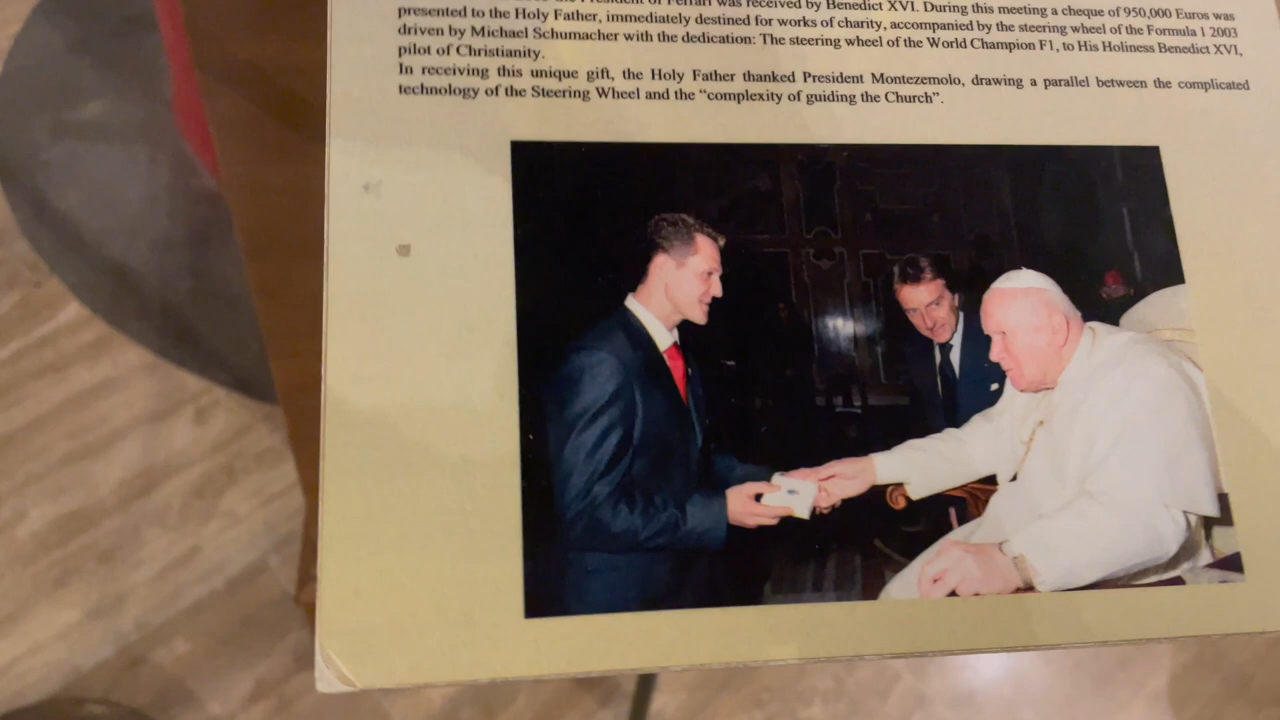 the President of Ferrari was received by Benedict XVI. During this meeting a cheque of 950,000 Euros was
presented to the Holy Father, immediately destined for works of charity, accompanied by the steering wheel of the Formula 1 2003
driven by Michael Schumacher with the dedication: The steering wheel of the World Champion F1, to His Holiness Benedict XVI,
pilot of Christianity.
In receiving this unique gift, the Holy Father thanked President Montezemolo, drawing a parallel between the complicated
technology of the Steering Wheel and the “complexity of guiding the Church”.